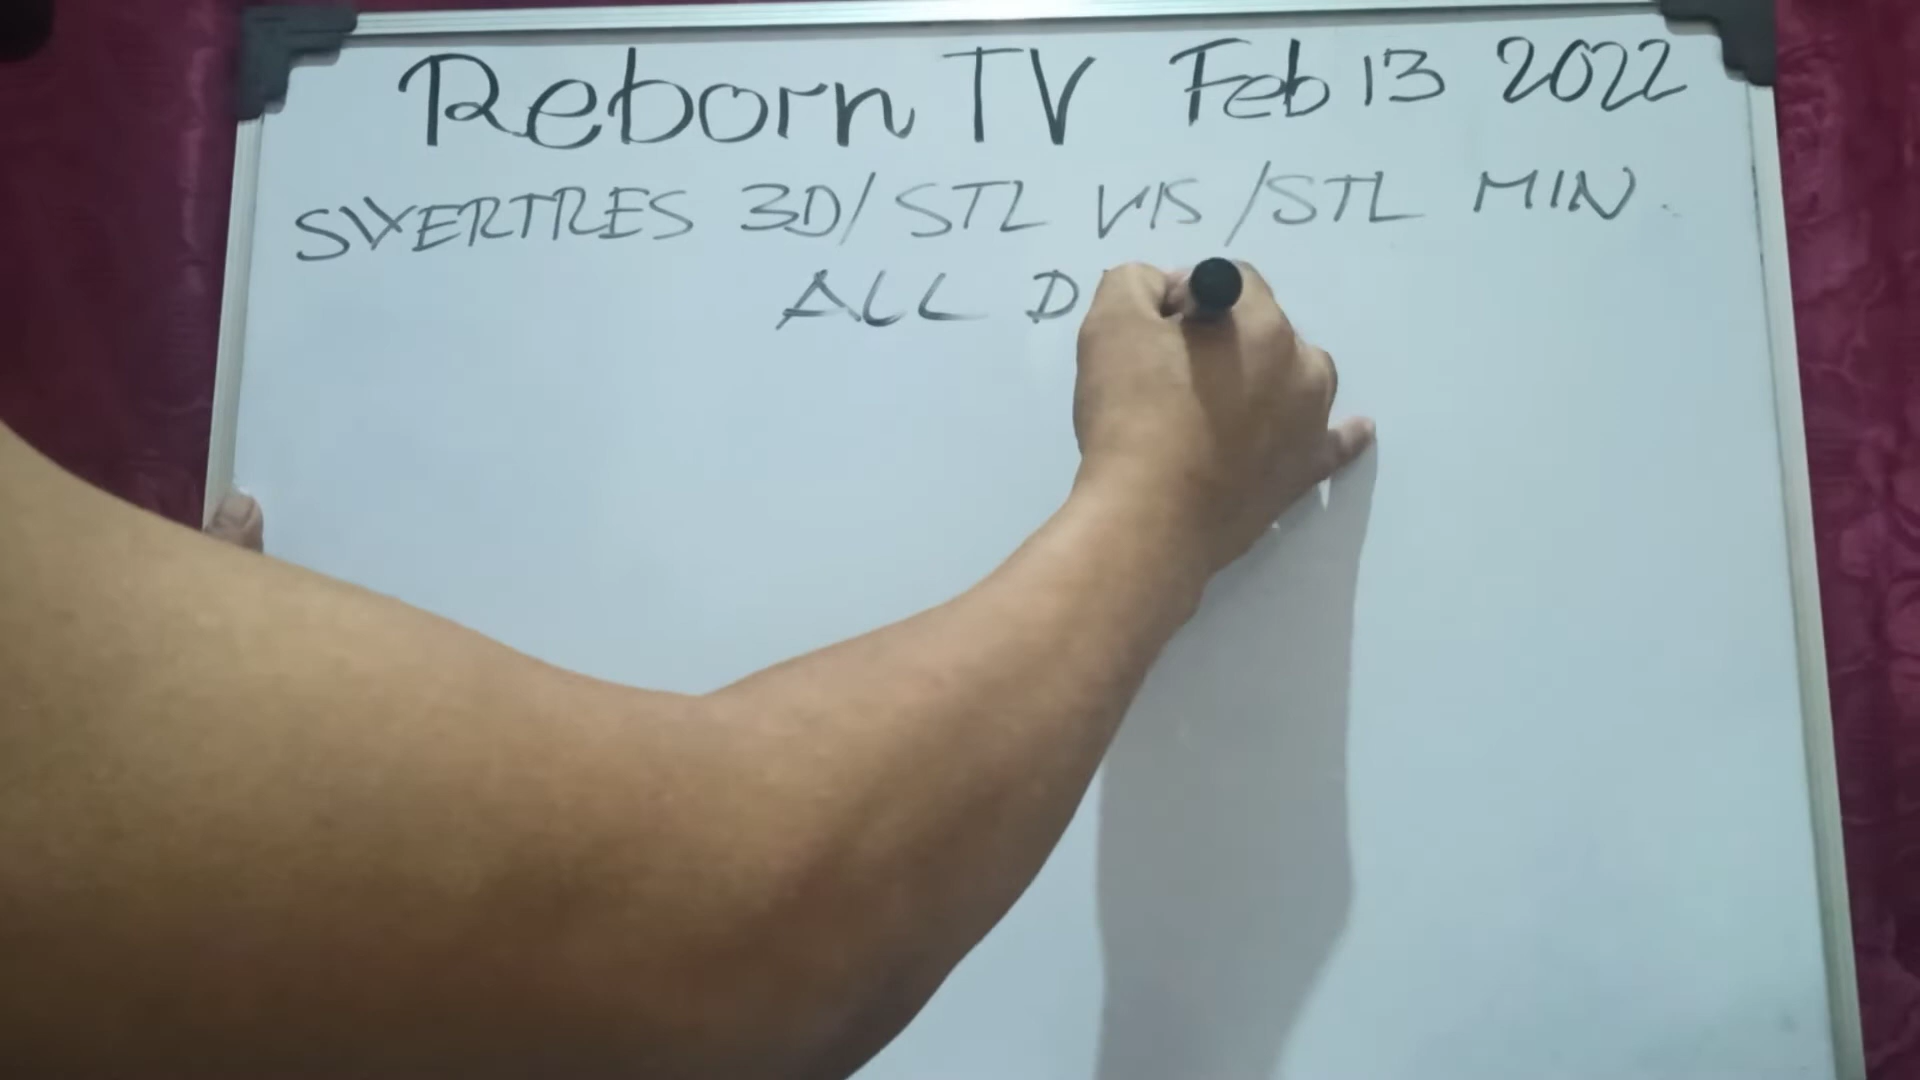 Reborn TV Feb 13 2022
SWERTRES 3D/ STL VIS /STL MIN.
ALL D